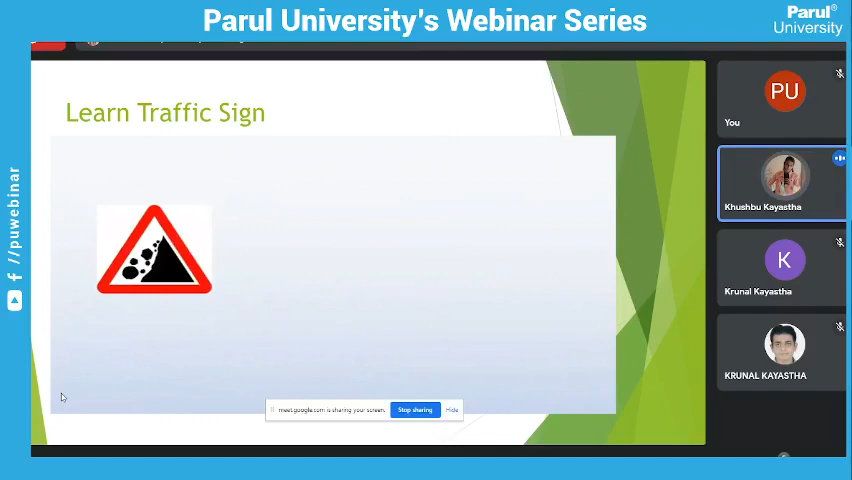 Parul University's Webinar Series
Parul®
University
Learn Traffic Sign
//puwebinar
PU
You
Khushbu Kayastha
K
Krunal Kayastha
KRUNAL KAYASTHA
meet.google.com is sharing your screen.
Stop sharing
Hide